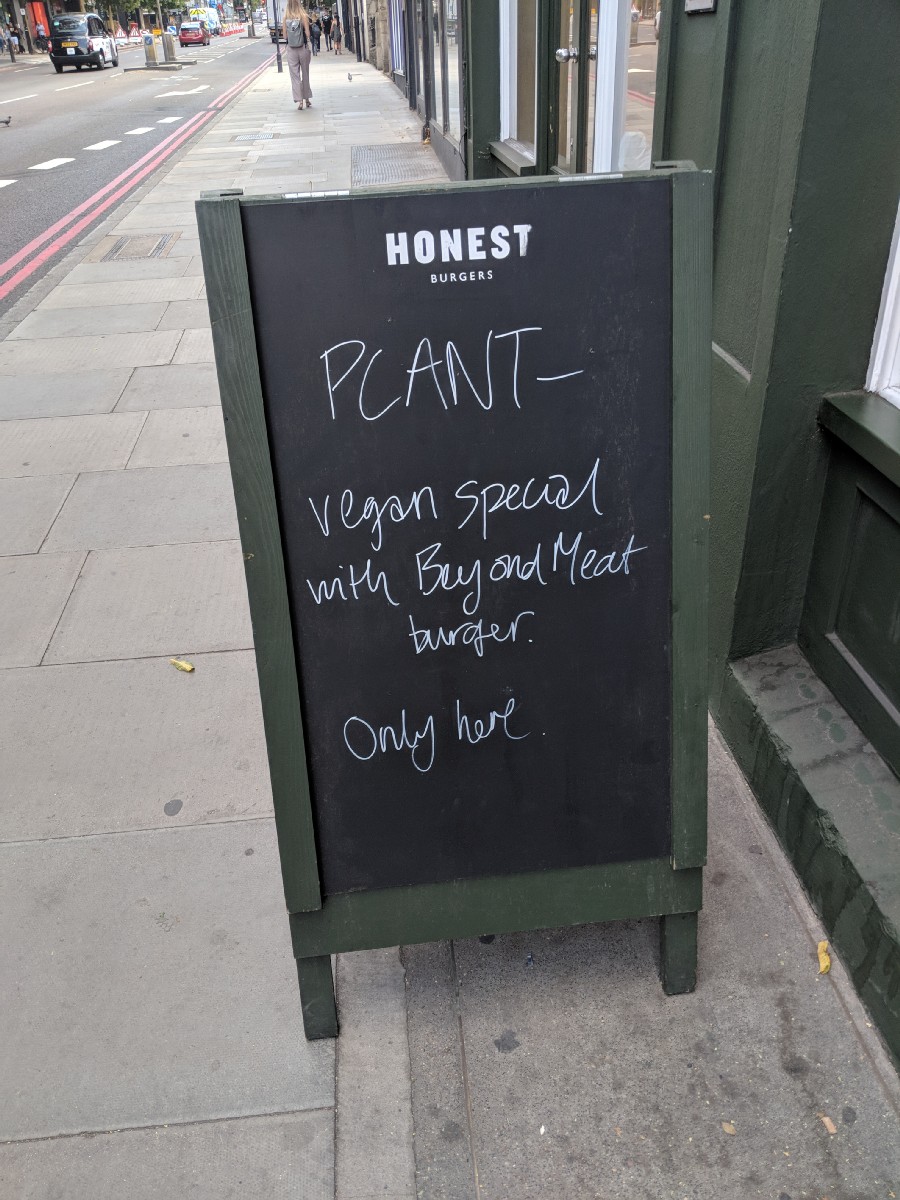 HONEST
BURGERS
PLANT-
vegan special
with Beyond Meat
burger.
Only here.